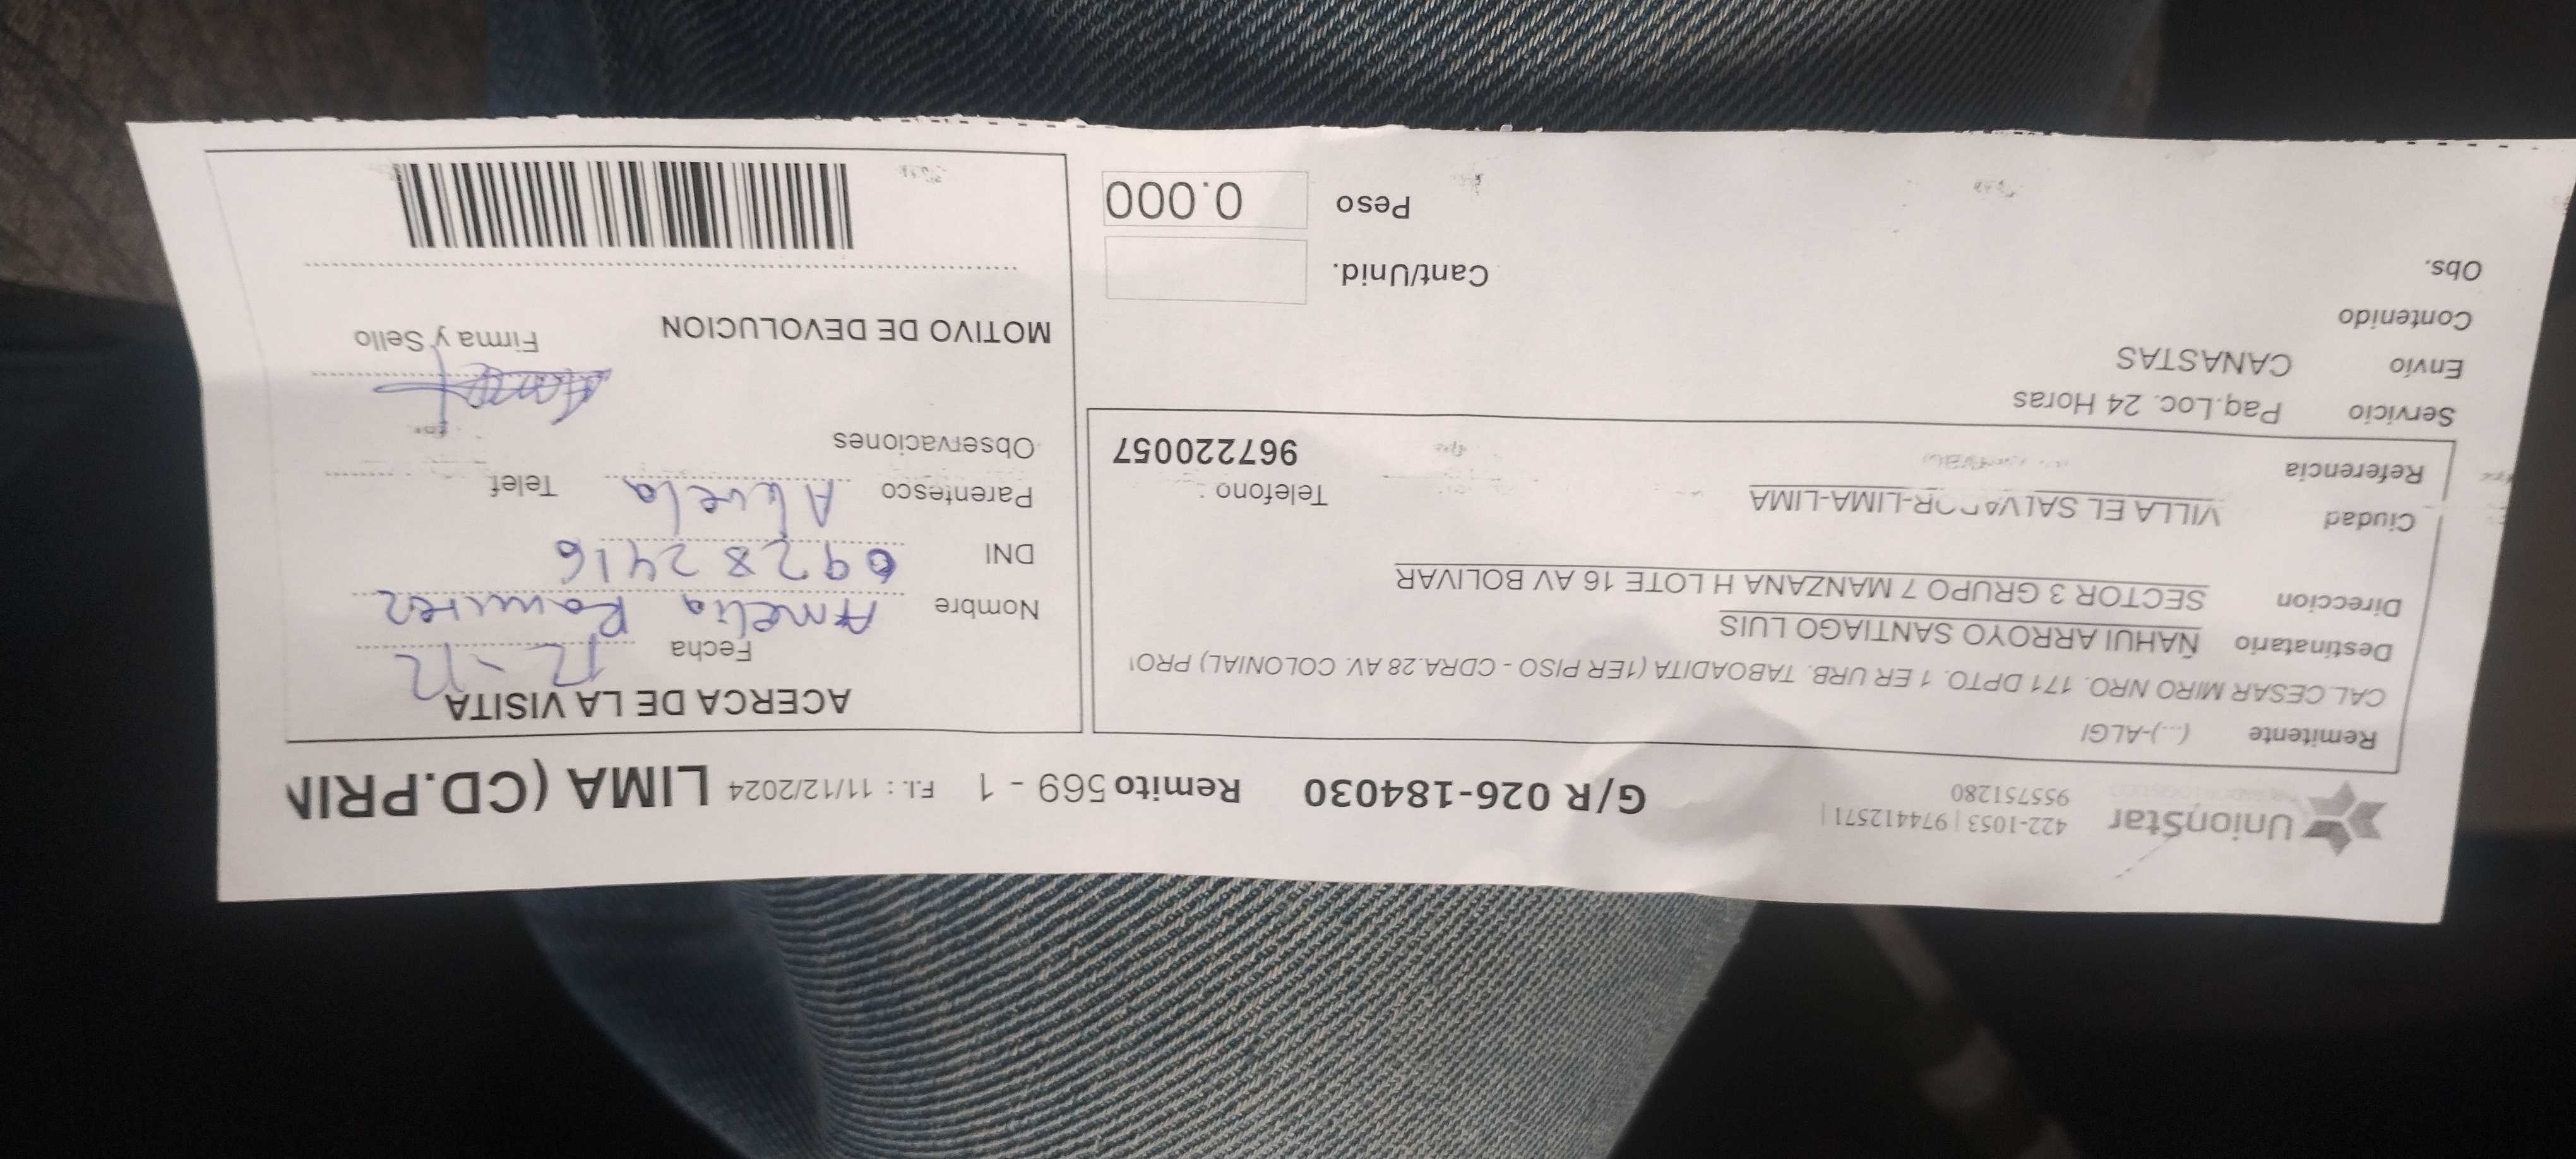 UnionStar
422-1053 | 974412571 |
955751280
G/R 026-184030 Remito 569 - 1 F.I. : 11/12/2024 LIMA (CD.PRIN
Remitente (...)-ALGI
CAL.CESAR MIRO NRO. 171 DPTO. 1 ER URB. TABOADITA (1ER PISO - CDRA.28 AV. COLONIAL) PRO
Destinatario ÑAHUI ARROYO SANTIAGO LUIS
Direccion SECTOR 3 GRUPO 7 MANZANA H LOTE 16 AV BOLIVAR
Ciudad VILLA EL SALVADOR-LIMA-LIMA
Telefono :
Referencia
967220057
Servicio Paq.Loc. 24 Horas
Envio CANASTAS
Contenido
Obs.
Cant/Unid.
Peso 0.000
ACERCA DE LA VISITA
Fecha 12-12
Nombre Amelia Ramirez
DNI 69282416
Parentesco Abuela Telef
Observaciones
Firma y Sello
MOTIVO DE DEVOLUCION